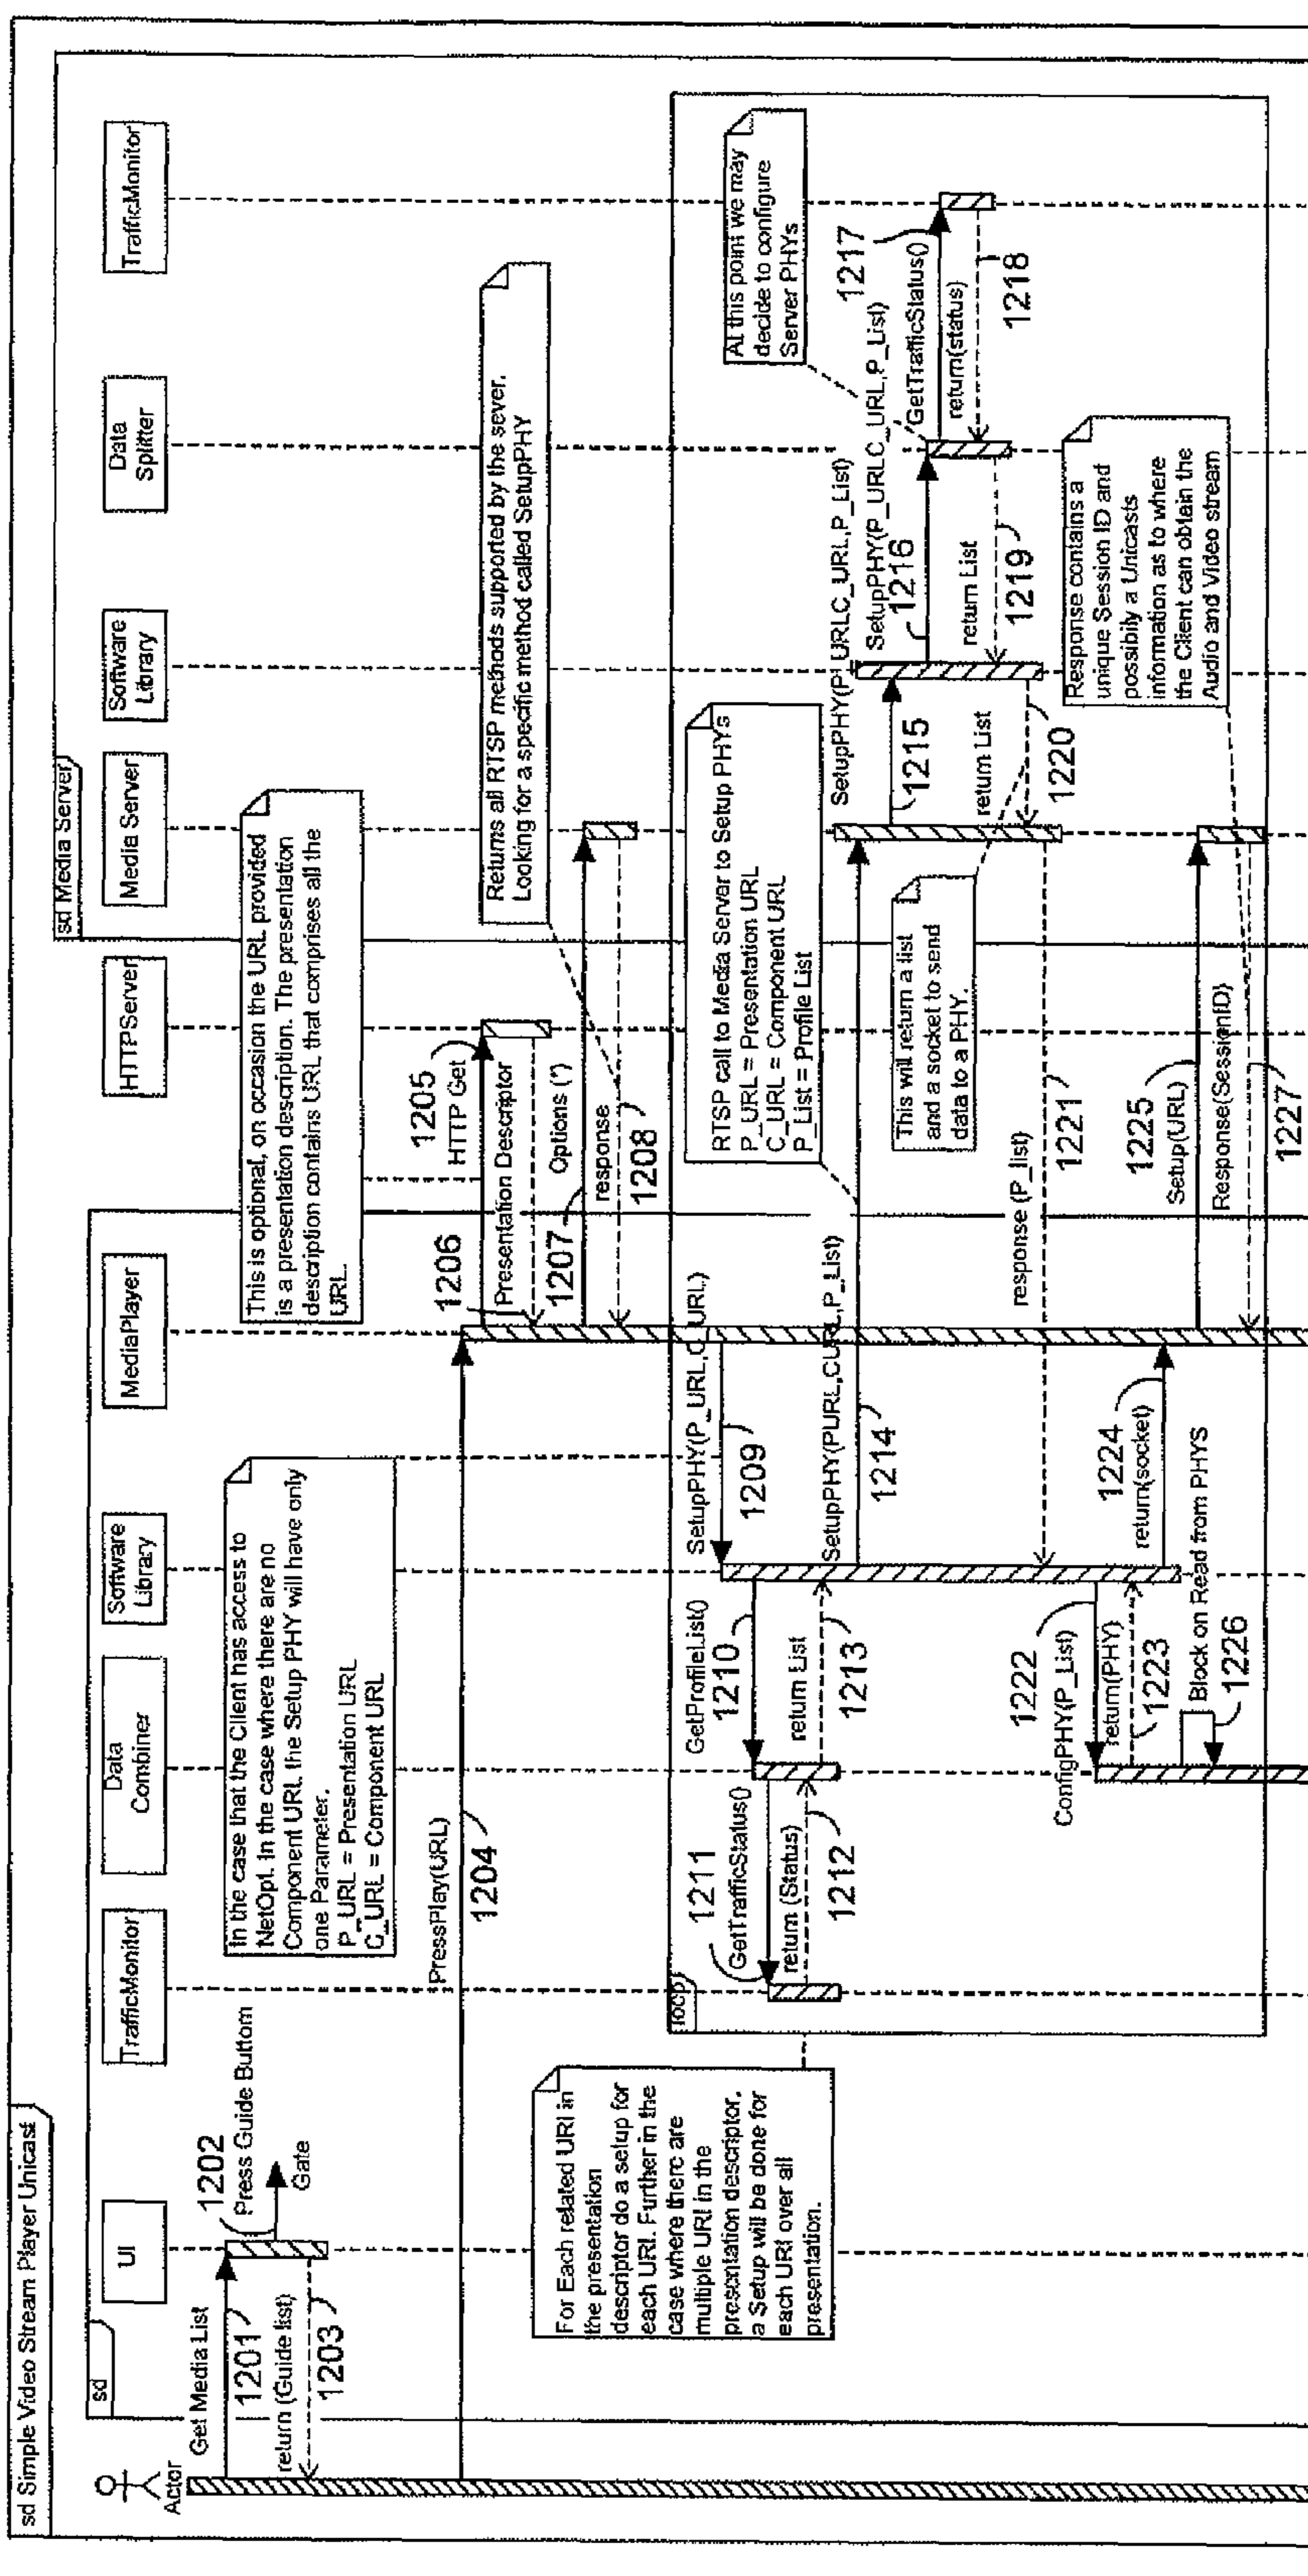 sd Simple Video Stream Player Unicast
sd Media Server
sd
Actor
UI
TrafficMonitor
Data
Combiner
Software
Library
MediaPlayer
HTTPServer
Media Server
Software
Library
Data
Splitter
TrafficMonitor
Get Media List
1201
1202
Press Guide Buttom
Gate
return (Guide list)
1203
In the case that the Client has access to
NetOpt. In the case where there are no
Component URL the Setup PHY will have only
one Parameter.
P_URL = Presentation URL
C_URL = Component URL
This is optional, on occasion the URL provided
is a presentation description. The presentation
description contains URL that comprises all the
URL.
PressPlay(URL)
1204
1205
HTTP Get
1206
Presentation Descriptor
1207
Options (*)
response
1208
Returns all RTSP methods supported by the sever.
Looking for a specific method called SetupPHY
For Each related URI in
the presentation
descriptor do a setup for
each URI. Further in the
case where there are
multiple URI in the
presentation descriptor,
a Setup will be done for
each URI over all
presentation.
loop
SetupPHY(P_URL,C_URL)
1209
GetProfileList()
1210
1211
GetTrafficStatus()
return (Status)
1212
return List
1213
RTSP call to Media Server to Setup PHYs
P_URL = Presentation URL
C_URL = Component URL
P_List = Profile List
At this point we may
decide to configure
Server PHYs
SetupPHY(PURL,CURL,P_List)
1214
SetupPHY(P_URLC_URL,P_List)
1215
SetupPHY(P_URLC_URL,P_List)
1216
1217
GetTrafficStatus()
return(status)
1218
return List
1219
return List
1220
This will return a list
and a socket to send
data to a PHY.
response (P_list)
1221
1222
ConfigPHY(P_List)
return(PHY)
1223
1224
return(socket)
Response contains a
unique Session ID and
possibily a Unicasts
information as to where
the Client can obtain the
Audio and Video stream
1225
Setup(URL)
Block on Read from PHYS
1226
Response(SessionID)
1227